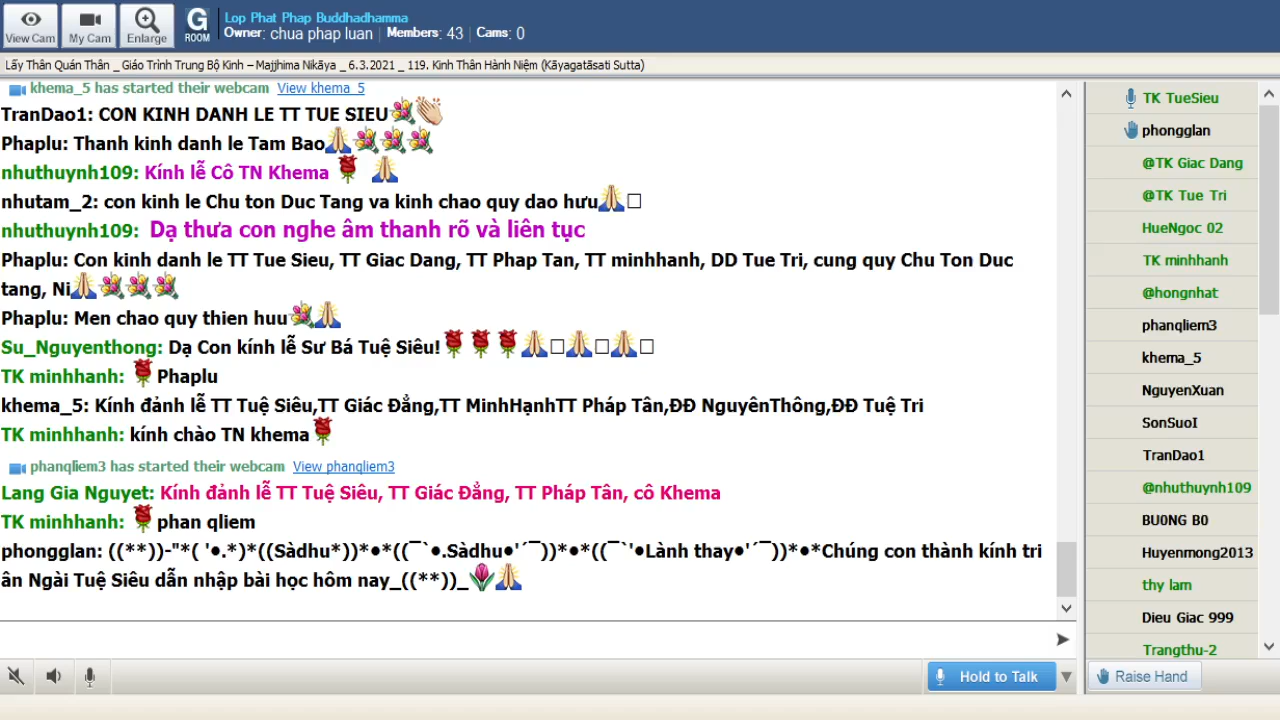 View Cam
My Cam
Enlarge
G
ROOM
Lop Phat Phap Buddhadhamma
Owner: chua phap luan Members: 43 Cams: 0
Lấy Thân Quán Thân _ Giáo Trình Trung Bộ Kinh – Majjhima Nikāya _ 6.3.2021 _ 119. Kinh Thân Hành Niệm (Kāyagatāsati Sutta)
khema_5 has started their webcam View khema_5
TranDao1: CON KINH DANH LE TT TUE SIEU💐👏🏻
Phaplu: Thanh kinh danh le Tam Bao🙏🏻💐💐💐
nhuthuynh109: Kính lễ Cô TN Khema 🌹 🙏🏻
nhutam_2: con kinh le Chu ton Duc Tang va kinh chao quy dao hưu🙏🏻□
nhuthuynh109: Dạ thưa con nghe âm thanh rõ và liên tục
Phaplu: Con kinh danh le TT Tue Sieu, TT Giac Dang, TT Phap Tan, TT minhhanh, DD Tue Tri, cung quy Chu Ton Duc
tang, Ni🙏🏻💐💐💐
Phaplu: Men chao quy thien huu💐🙏🏻
Su_Nguyenthong: Dạ Con kính lễ Sư Bá Tuệ Siêu!🌹🌹🌹🙏🏻□🙏🏻□🙏🏻□
TK minhhanh: 🌹Phaplu
khema_5: Kính đảnh lễ TT Tuệ Siêu,TT Giác Đẳng,TT MinhHạnhTT Pháp Tân,ĐĐ NguyênThông,ĐĐ Tuệ Tri
TK minhhanh: kính chào TN khema🌹
phanqliem3 has started their webcam View phanqliem3
Lang Gia Nguyet: Kính đảnh lễ TT Tuệ Siêu, TT Giác Đẳng, TT Pháp Tân, cô Khema
TK minhhanh: 🌹phan qliem
phongglan: ((**))-"*( '●.*)*((Sàdhu*))*●*((¯`●.Sàdhu●'´¯))*●*((¯`'●Lành thay●'´¯))*●*Chúng con thành kính tri
ân Ngài Tuệ Siêu dẫn nhập bài học hôm nay_((**))_🌷🙏🏻
Hold to Talk
TK TueSieu
phongglan
@TK Giac Dang
@TK Tue Tri
HueNgoc 02
TK minhhanh
@hongnhat
phanqliem3
khema_5
NguyenXuan
SonSuoI
TranDao1
@nhuthuynh109
BU0NG B0
Huyenmong2013
thy lam
Dieu Giac 999
Trangthu-2
Raise Hand